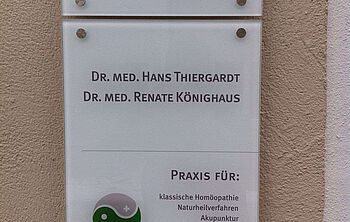 Dr. med. Hans Thiergardt
Dr. med. Renate Könighaus
Praxis für:
klassische Homöopathie
Naturheilverfahren
Akupunktur